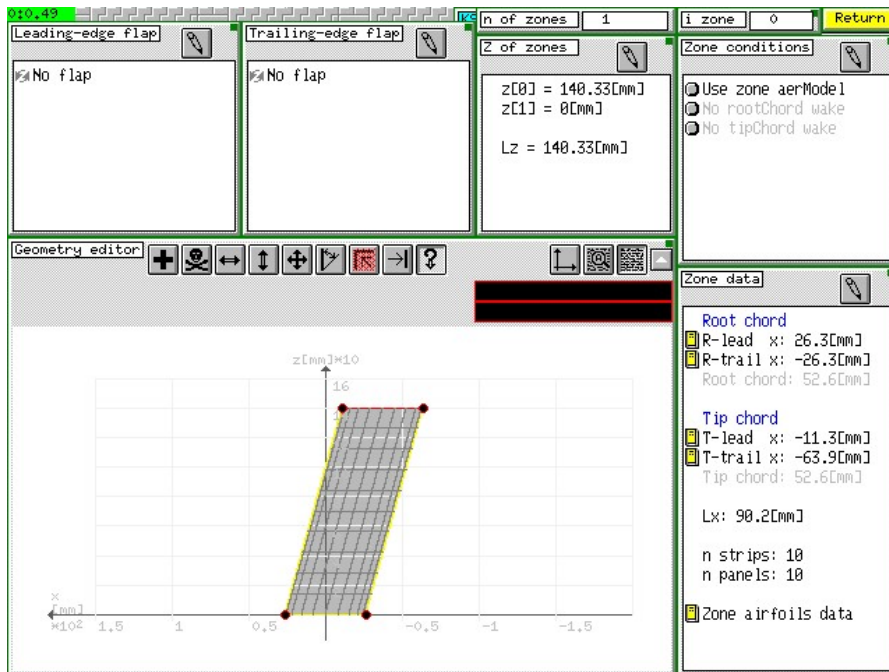 0:0.49
n of zones 1
i zone 0
Return
Leading-edge flap
No flap
Trailing-edge flap
No flap
Z of zones
z[0] = 140.33[mm]
z[1] = 0[mm]
Lz = 140.33[mm]
Zone conditions
Use zone aerModel
No rootChord wake
No tipChord wake
Geometry editor
z[mm]*10
16
x
[mm]
*10² 1.5 1 0.5 -0.5 -1 -1.5
Zone data
Root chord
R-lead x: 26.3[mm]
R-trail x: -26.3[mm]
Root chord: 52.6[mm]
Tip chord
T-lead x: -11.3[mm]
T-trail x: -63.9[mm]
Tip chord: 52.6[mm]
Lx: 90.2[mm]
n strips: 10
n panels: 10
Zone airfoils data